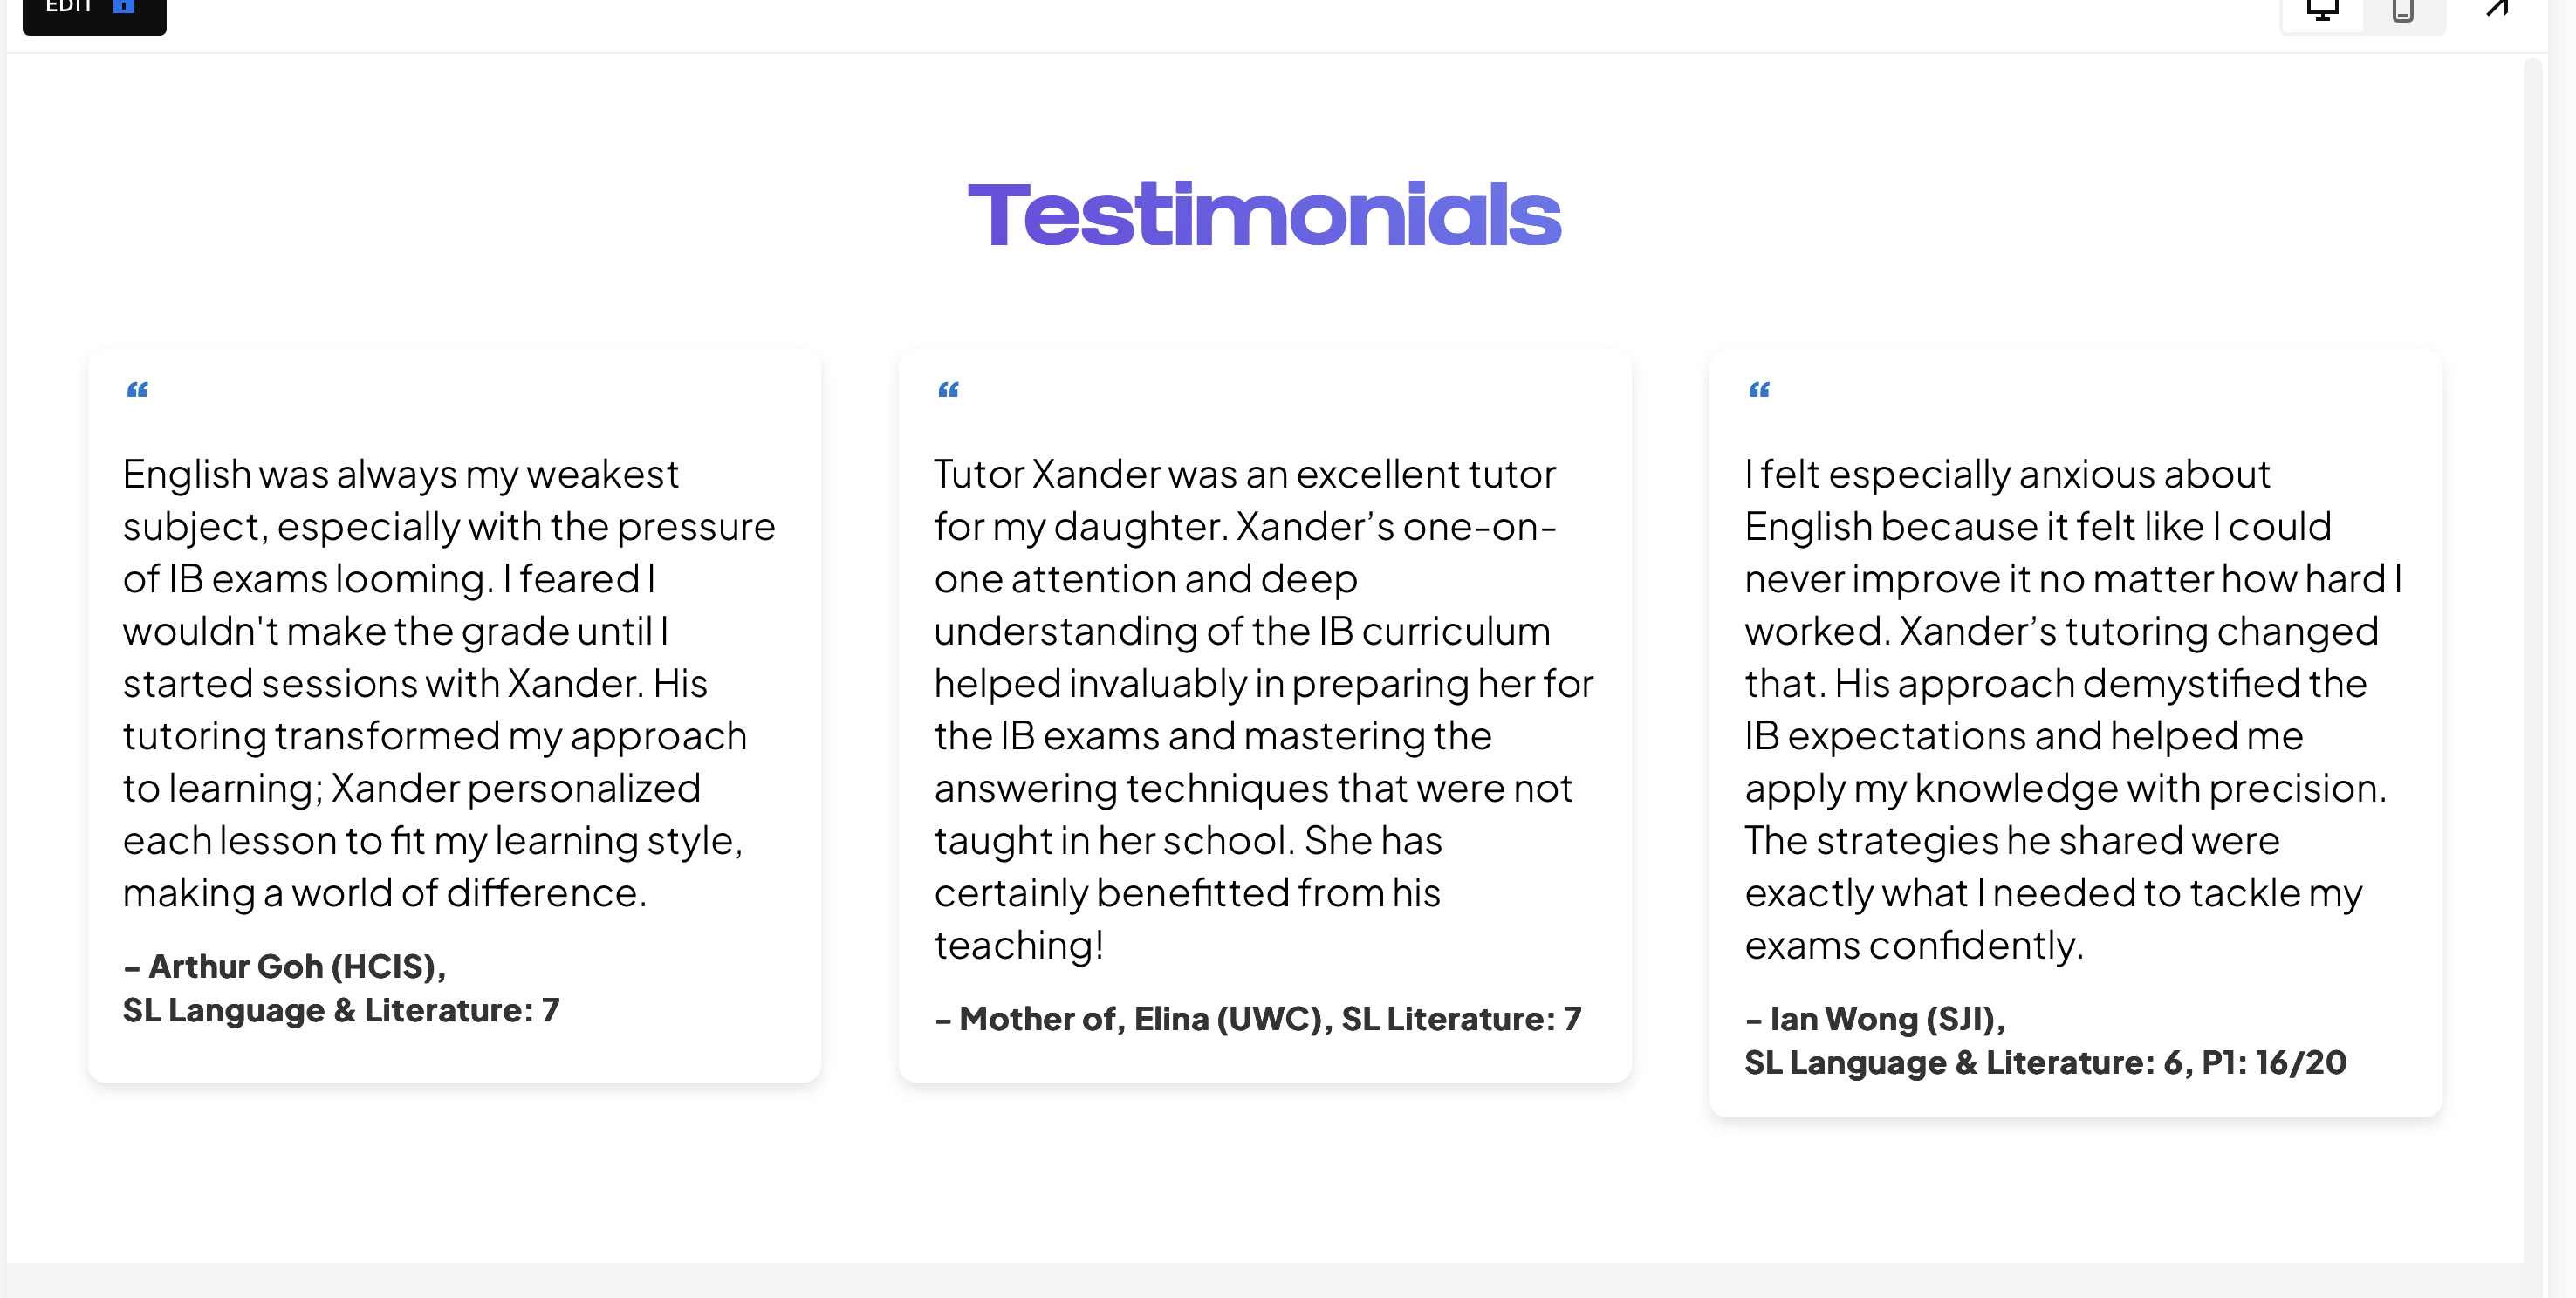 EDIT
Testimonials
“
English was always my weakest
subject, especially with the pressure
of IB exams looming. I feared I
wouldn't make the grade until I
started sessions with Xander. His
tutoring transformed my approach
to learning; Xander personalized
each lesson to fit my learning style,
making a world of difference.
– Arthur Goh (HCIS),
SL Language & Literature: 7
“
Tutor Xander was an excellent tutor
for my daughter. Xander’s one-on-
one attention and deep
understanding of the IB curriculum
helped invaluably in preparing her for
the IB exams and mastering the
answering techniques that were not
taught in her school. She has
certainly benefitted from his
teaching!
– Mother of, Elina (UWC), SL Literature: 7
“
I felt especially anxious about
English because it felt like I could
never improve it no matter how hard I
worked. Xander’s tutoring changed
that. His approach demystified the
IB expectations and helped me
apply my knowledge with precision.
The strategies he shared were
exactly what I needed to tackle my
exams confidently.
– Ian Wong (SJI),
SL Language & Literature: 6, P1: 16/20